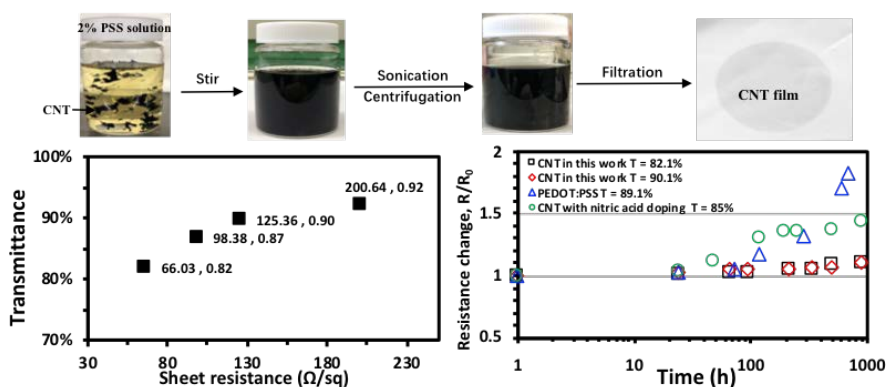 2% PSS solution
CNT
Stir
Sonication
Centrifugation
Filtration
CNT film
Transmittance
100%
90%
80%
70%
200.64 , 0.92
125.36 , 0.90
98.38 , 0.87
66.03 , 0.82
30
80
130
180
230
Sheet resistance (Ω/sq)
Resistance change, R/R0
2
1.5
1
0.5
CNT in this work T = 82.1%
CNT in this work T = 90.1%
PEDOT:PSS T = 89.1%
CNT with nitric acid doping T = 85%
1
10
100
1000
Time (h)